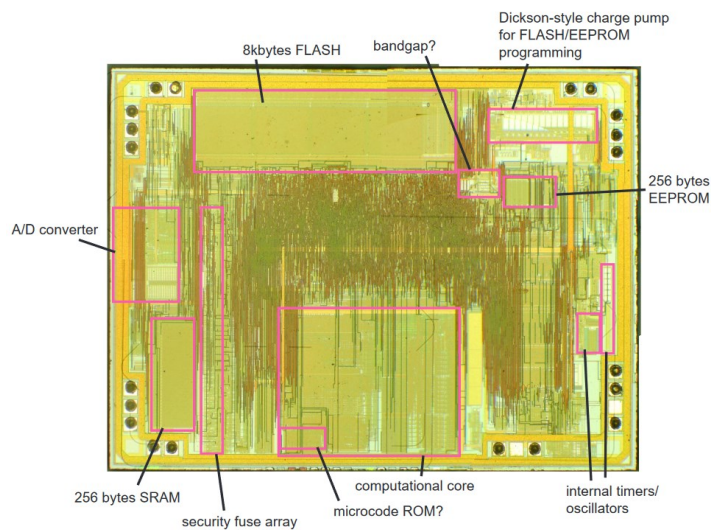 Dickson-style charge pump
for FLASH/EEPROM
programming
bandgap?
8kbytes FLASH
256 bytes
EEPROM
A/D converter
256 bytes SRAM
security fuse array
microcode ROM?
computational core
internal timers/
oscillators